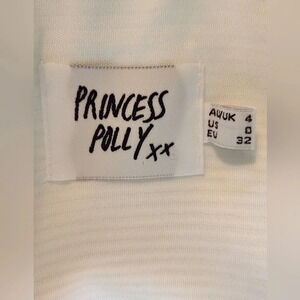 PRINCESS
POLLY xx
AU/UK 4
US 0
EU 32